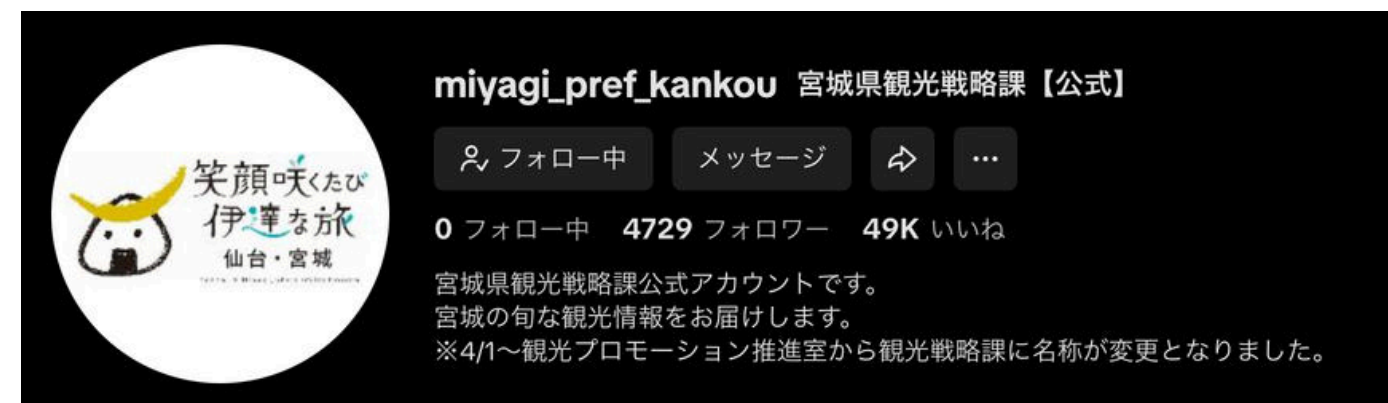 miyagi_pref_kankou 宮城県観光戦略課【公式】
フォロー中 メッセージ
0 フォロー中 4729 フォロワー 49K いいね
笑顔咲くたび
伊達な旅
仙台・宮城
宮城県観光戦略課公式アカウントです。
宮城の旬な観光情報をお届けします。
※4/1〜観光プロモーション推進室から観光戦略課に名称が変更となりました。